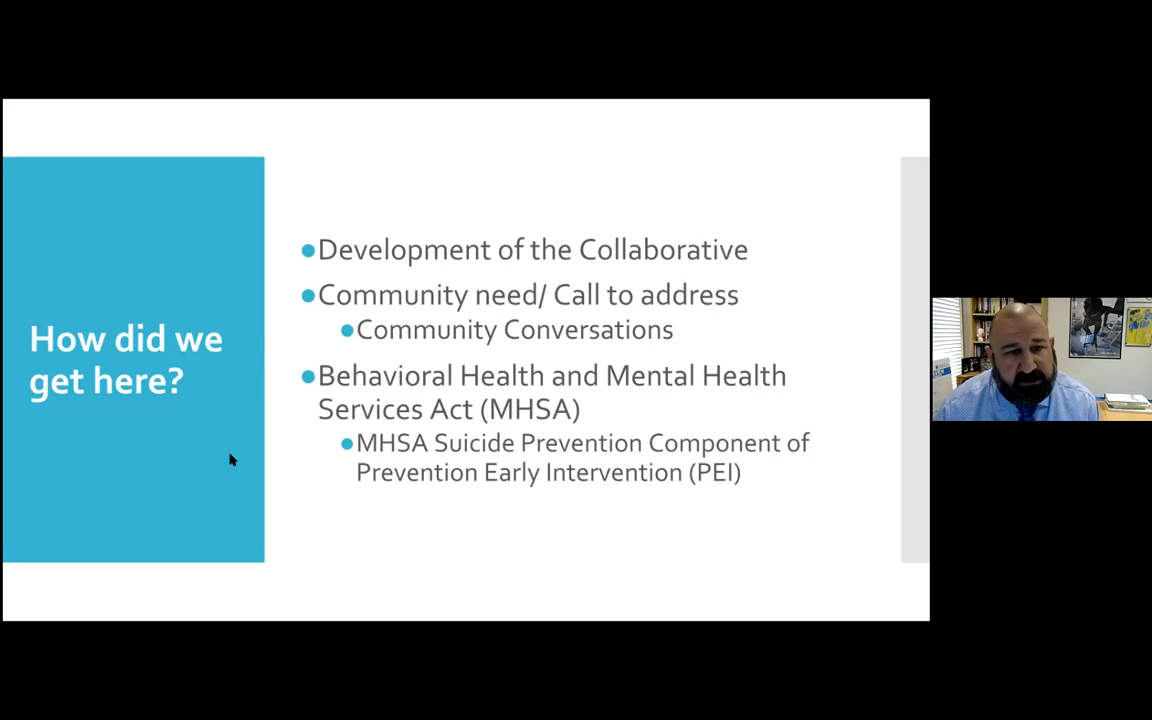 How did we
get here?
●Development of the Collaborative
●Community need/ Call to address
●Community Conversations
●Behavioral Health and Mental Health
Services Act (MHSA)
●MHSA Suicide Prevention Component of
Prevention Early Intervention (PEI)